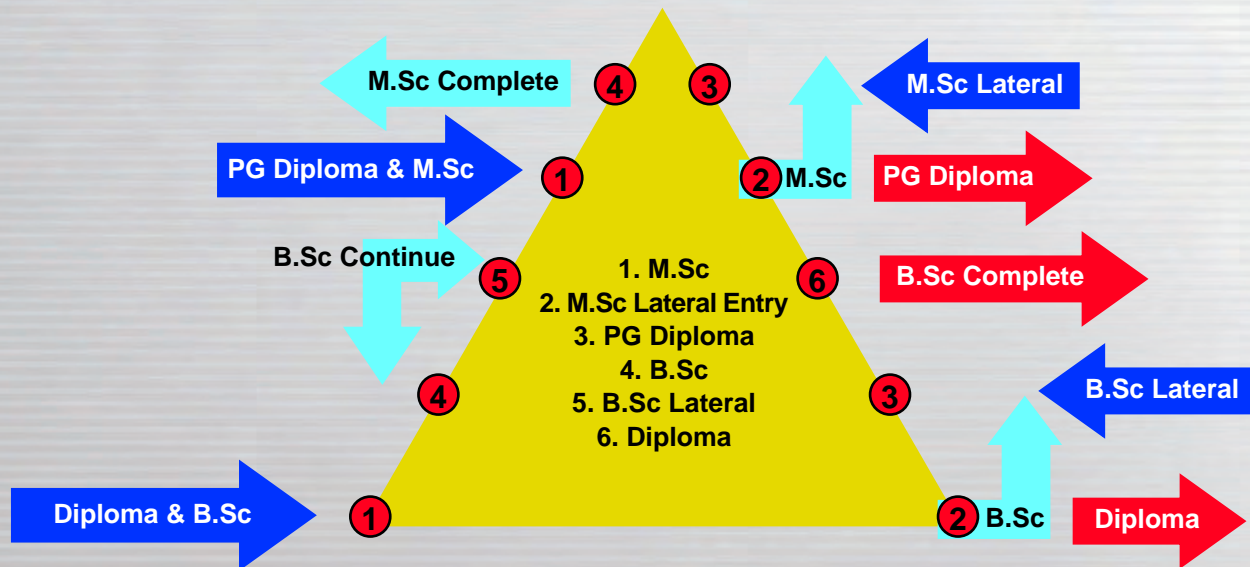 M.Sc Complete
4
3
M.Sc Lateral
PG Diploma & M.Sc
1
2
M.Sc
PG Diploma
B.Sc Continue
5
1. M.Sc
2. M.Sc Lateral Entry
3. PG Diploma
4. B.Sc
5. B.Sc Lateral
6. Diploma
6
B.Sc Complete
4
3
B.Sc Lateral
Diploma & B.Sc
1
2
B.Sc
Diploma